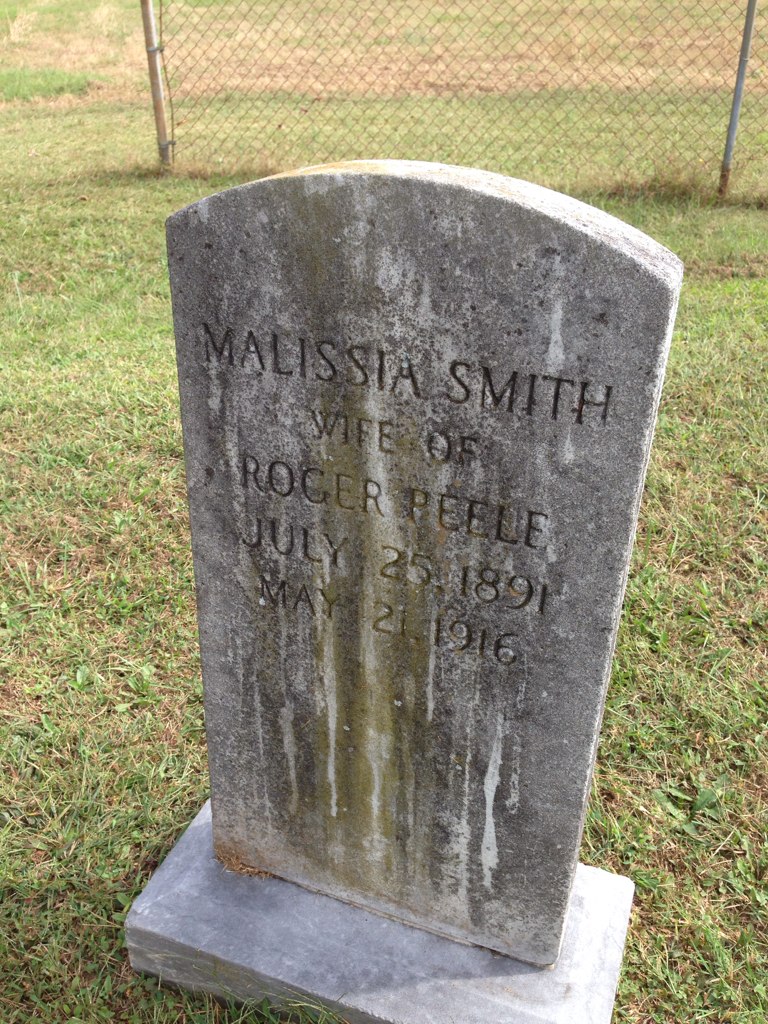 MALISSIA SMITH
WIFE OF
ROGER PEELE
JULY 25, 1891
MAY 21, 1916